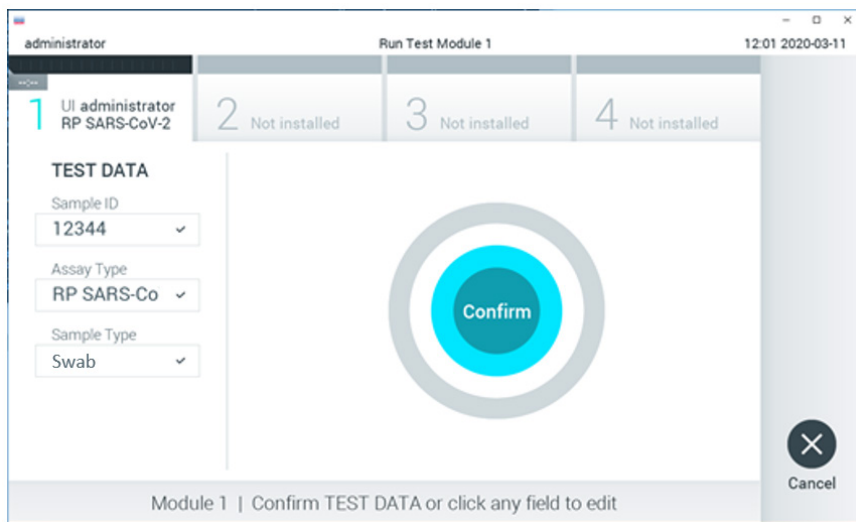 administrator Run Test Module 1 12:01 2020-03-11
--:--
1 UI administrator
RP SARS-CoV-2
2 Not installed
3 Not installed
4 Not installed
TEST DATA
Sample ID
12344
Assay Type
RP SARS-Co
Sample Type
Swab
Confirm
Cancel
Module 1 | Confirm TEST DATA or click any field to edit